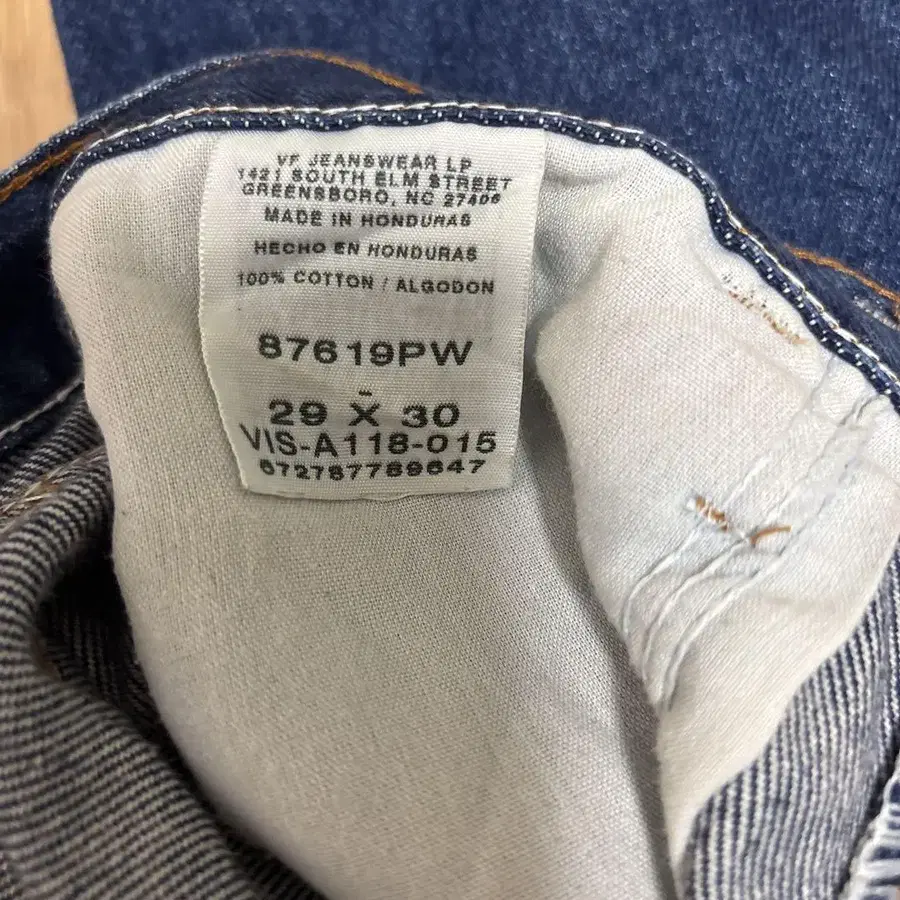 VF JEANSWEAR LP
1421 SOUTH ELM STREET
GREENSBORO, NC 27406
MADE IN HONDURAS
HECHO EN HONDURAS
100% COTTON / ALGODON
87619PW
29 X 30
VIS-A118-015
672787789647